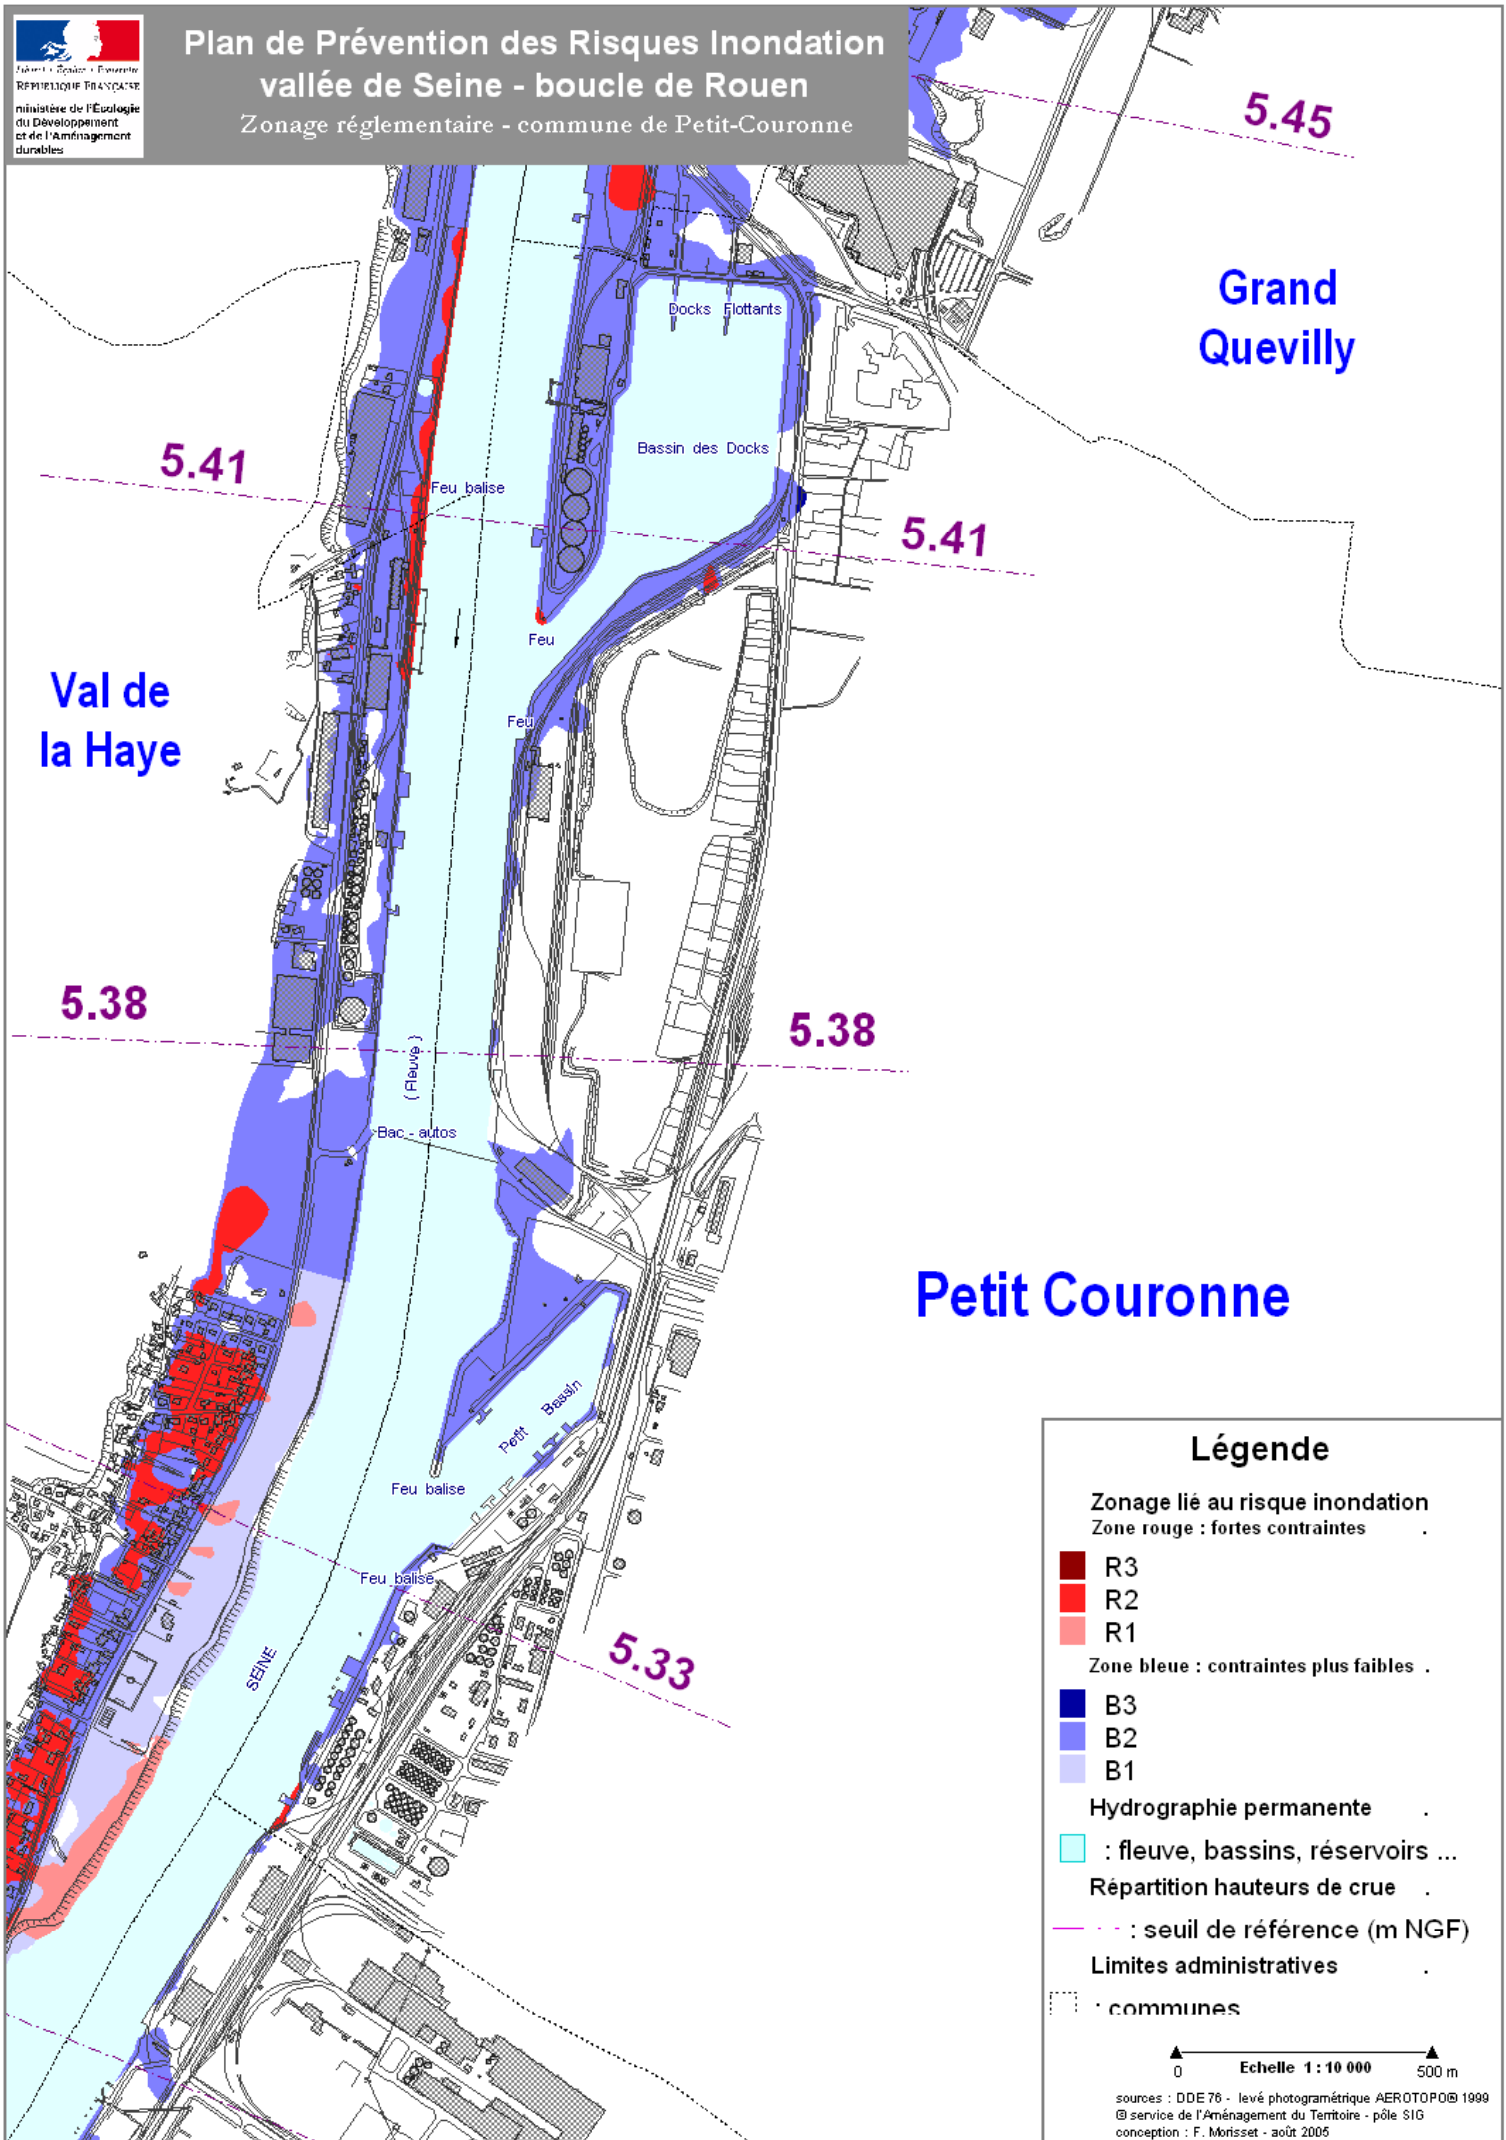 Liberté • Égalité • Fraternité
RÉPUBLIQUE FRANÇAISE
ministère de l'Écologie
du Développement
et de l'Aménagement
durables
Plan de Prévention des Risques Inondation
vallée de Seine - boucle de Rouen
Zonage réglementaire - commune de Petit-Couronne
5.45
Grand
Quevilly
Docks Flottants
Bassin des Docks
5.41
Feu balise
5.41
Feu
Val de
la Haye
Feu
5.38
5.38
( Fleuve )
Bac - autos
Petit Couronne
Petit Bassin
Feu balise
Feu balise
SEINE
5.33
Légende
Zonage lié au risque inondation
Zone rouge : fortes contraintes .
R3
R2
R1
Zone bleue : contraintes plus faibles .
B3
B2
B1
Hydrographie permanente .
: fleuve, bassins, réservoirs ...
Répartition hauteurs de crue .
: seuil de référence (m NGF)
Limites administratives .
: communes
0 Echelle 1 : 10 000 500 m
sources : DDE 76 - levé photogramétrique AEROTOPO® 1999
© service de l'Aménagement du Territoire - pôle SIG
conception : F. Morisset - août 2005